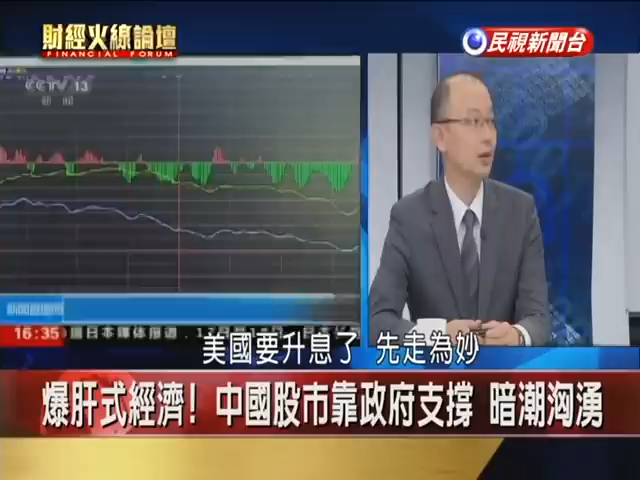 財經火線論壇
FINANCIAL FORUM
民視新聞台
CCTV 13
新聞
16:35
美國要升息了 先走為妙
爆肝式經濟! 中國股市靠政府支撐 暗潮洶湧